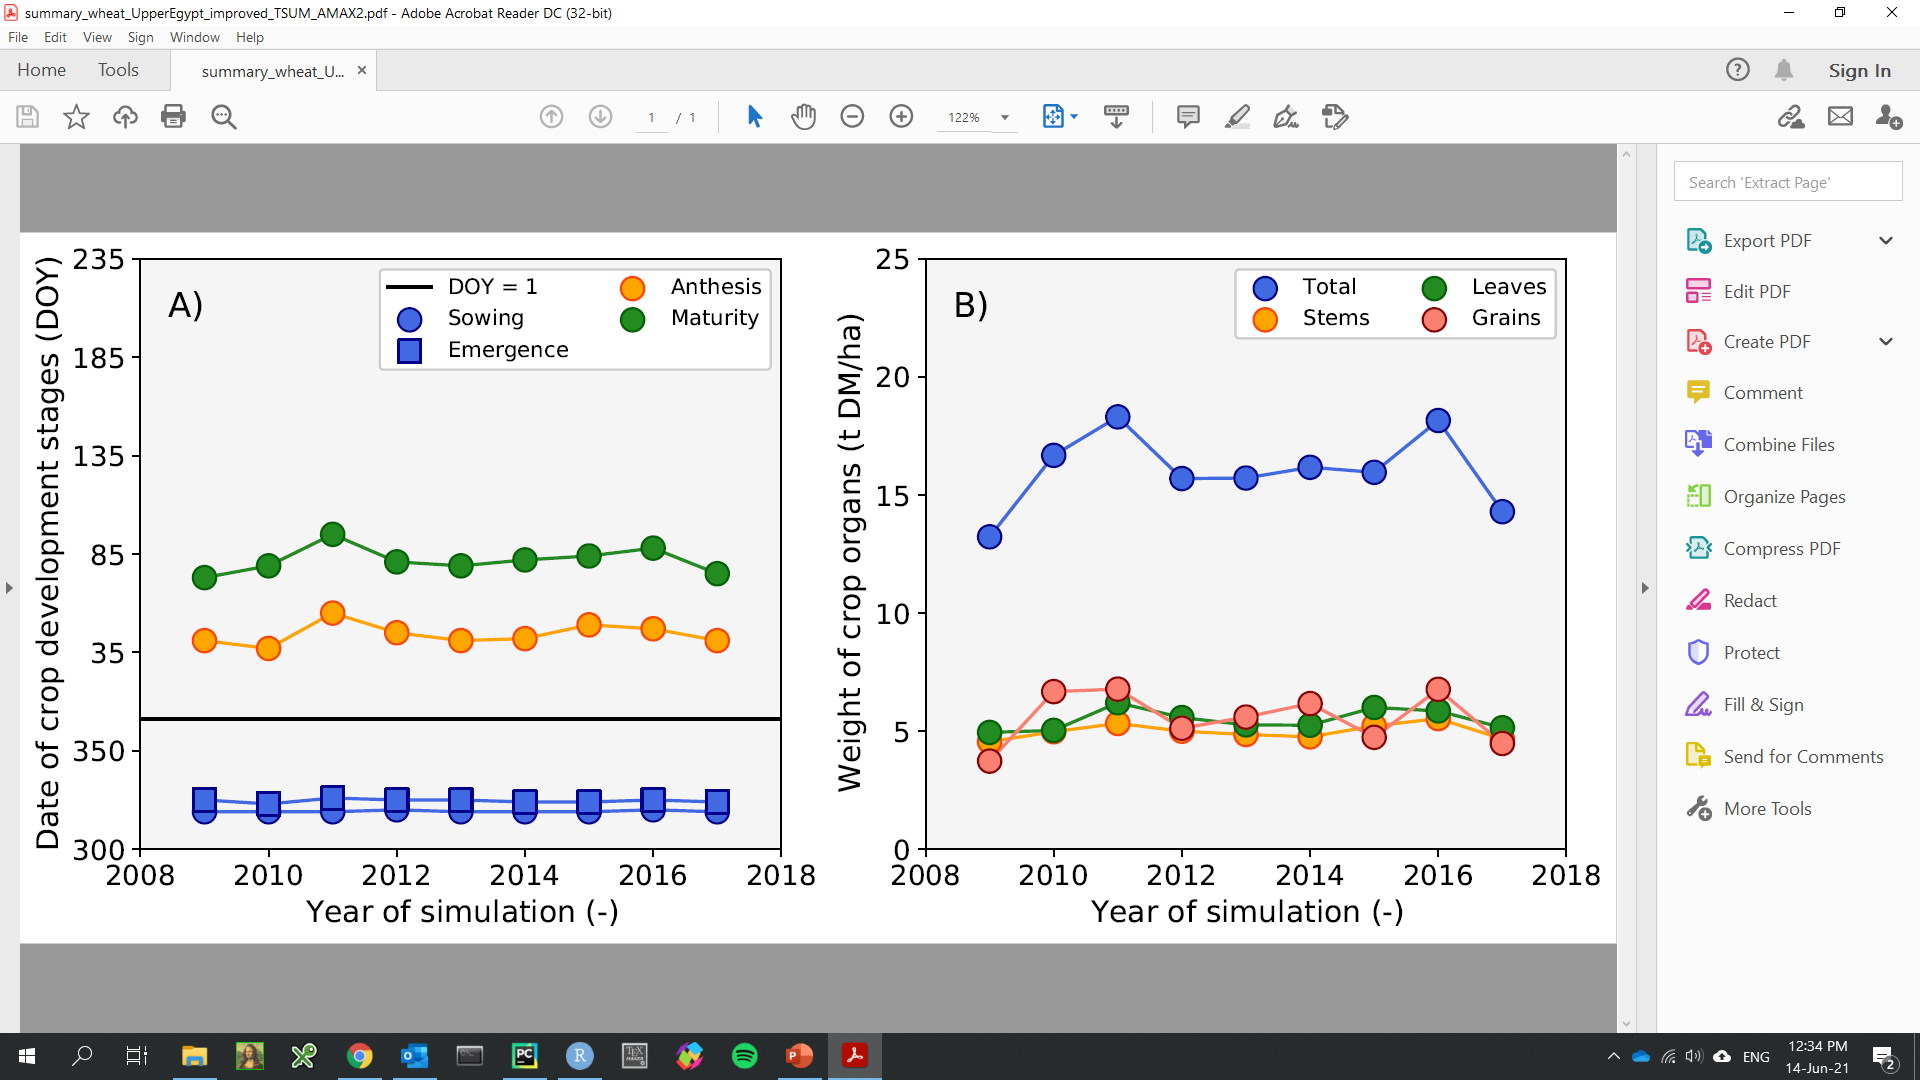 summary_wheat_UpperEgypt_improved_TSUM_AMAX2.pdf - Adobe Acrobat Reader DC (32-bit)
File Edit View Sign Window Help
Home Tools summary_wheat_U... × Sign In
1 / 1 122%
Search 'Extract Page'
Export PDF
Edit PDF
Create PDF
Comment
Combine Files
Organize Pages
Compress PDF
Redact
Protect
Fill & Sign
Send for Comments
More Tools
A)
DOY = 1
Sowing
Emergence
Anthesis
Maturity
Date of crop development stages (DOY)
235
185
135
85
35
350
300
2008 2010 2012 2014 2016 2018
Year of simulation (-)
B)
Total
Stems
Leaves
Grains
Weight of crop organs (t DM/ha)
25
20
15
10
5
0
2008 2010 2012 2014 2016 2018
Year of simulation (-)
PC
R
TEX
P
ENG
12:34 PM
14-Jun-21
2